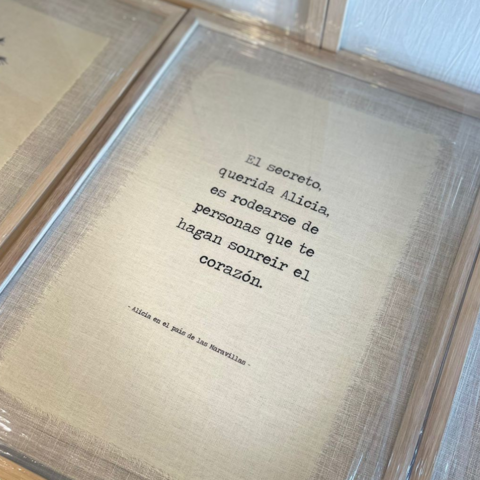 El secreto,
querida Alicia,
es rodearse de
personas que te
hagan sonreir el
corazón.
- Alicia en el país de las Maravillas -